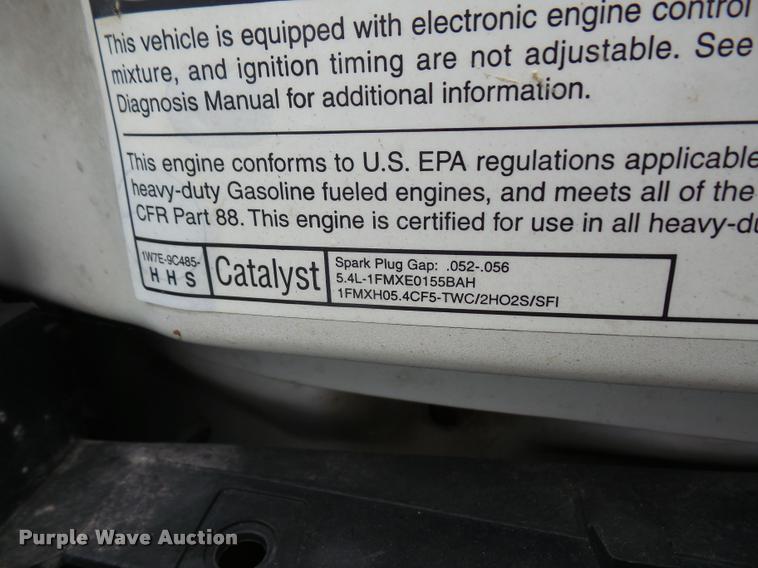 This vehicle is equipped with electronic engine control
mixture, and ignition timing are not adjustable. See
Diagnosis Manual for additional information.
This engine conforms to U.S. EPA regulations applicable
heavy-duty Gasoline fueled engines, and meets all of the
CFR Part 88. This engine is certified for use in all heavy-du
1W7E-9C485-
H H S
Catalyst
Spark Plug Gap: .052-.056
5.4L-1FMXE0155BAH
1FMXH05.4CF5-TWC/2HO2S/SFI
Purple Wave Auction